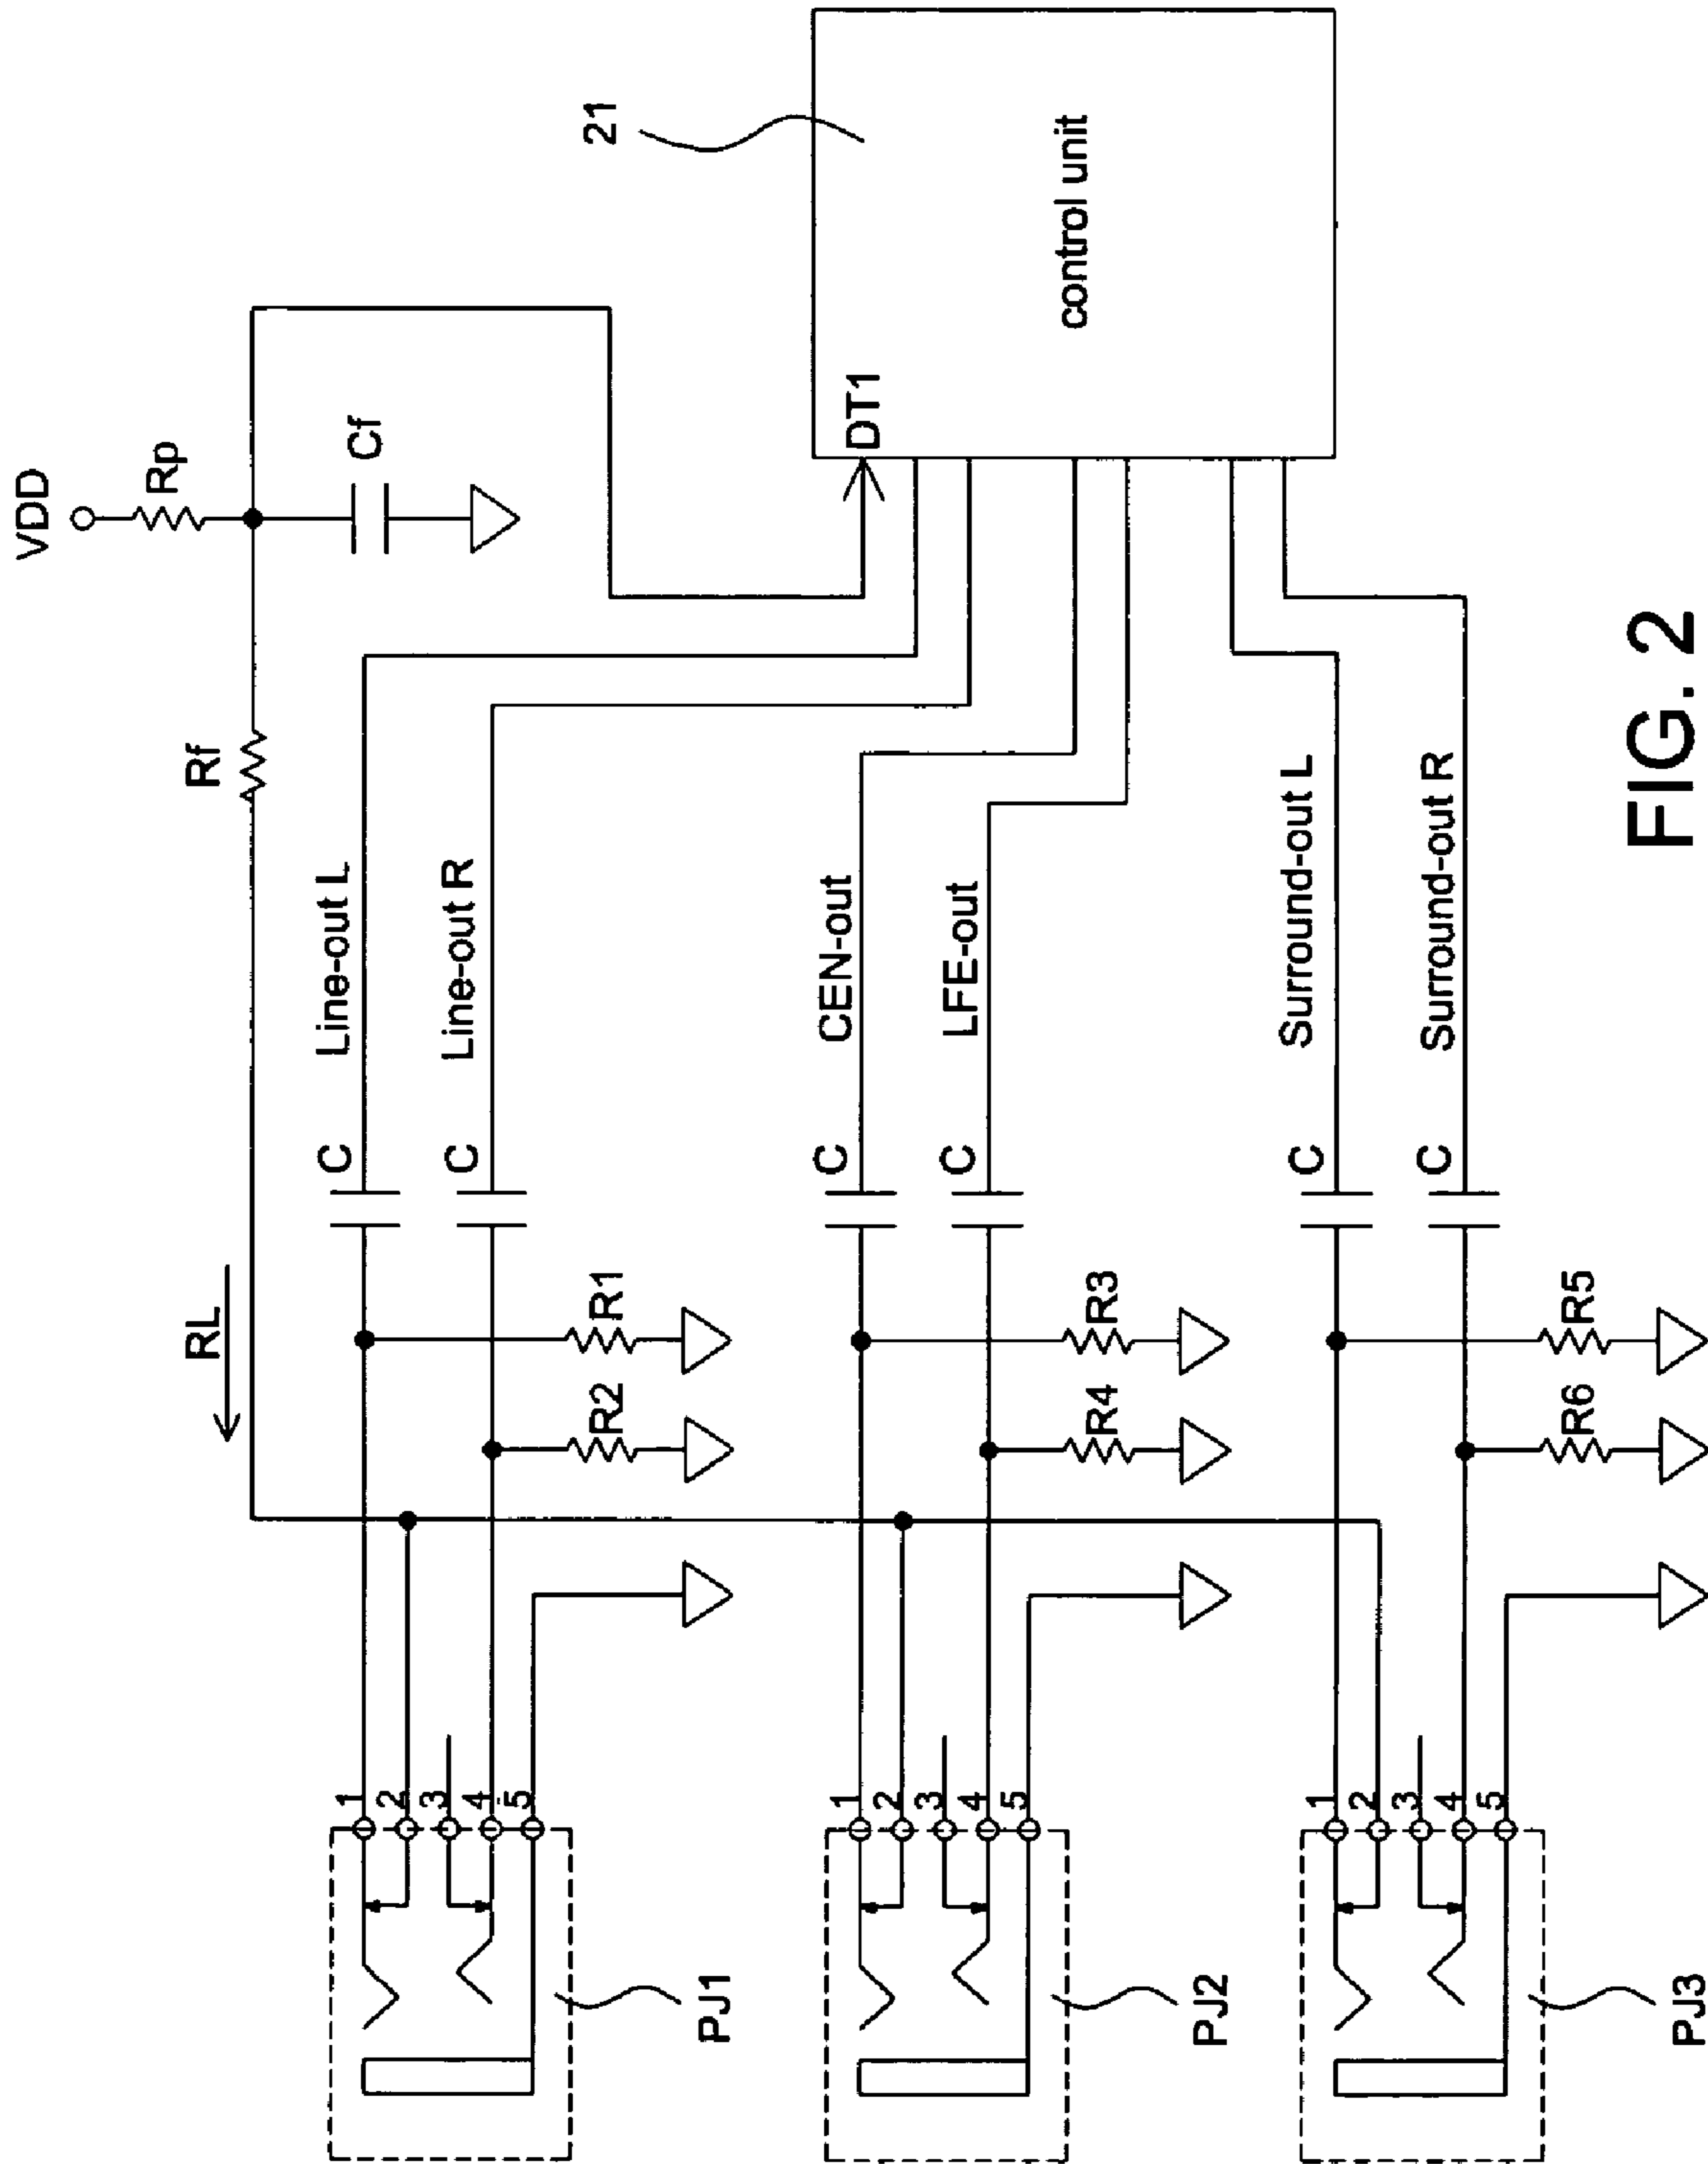 VDD
Rp
Cf
Rf
RL
21
DT1
control unit
Line-out L
Line-out R
CEN-out
LFE-out
Surround-out L
Surround-out R
C
C
C
C
C
C
R1
R2
R3
R4
R5
R6
1
2
3
4
5
PJ1
1
2
3
4
5
PJ2
1
2
3
4
5
PJ3
FIG. 2